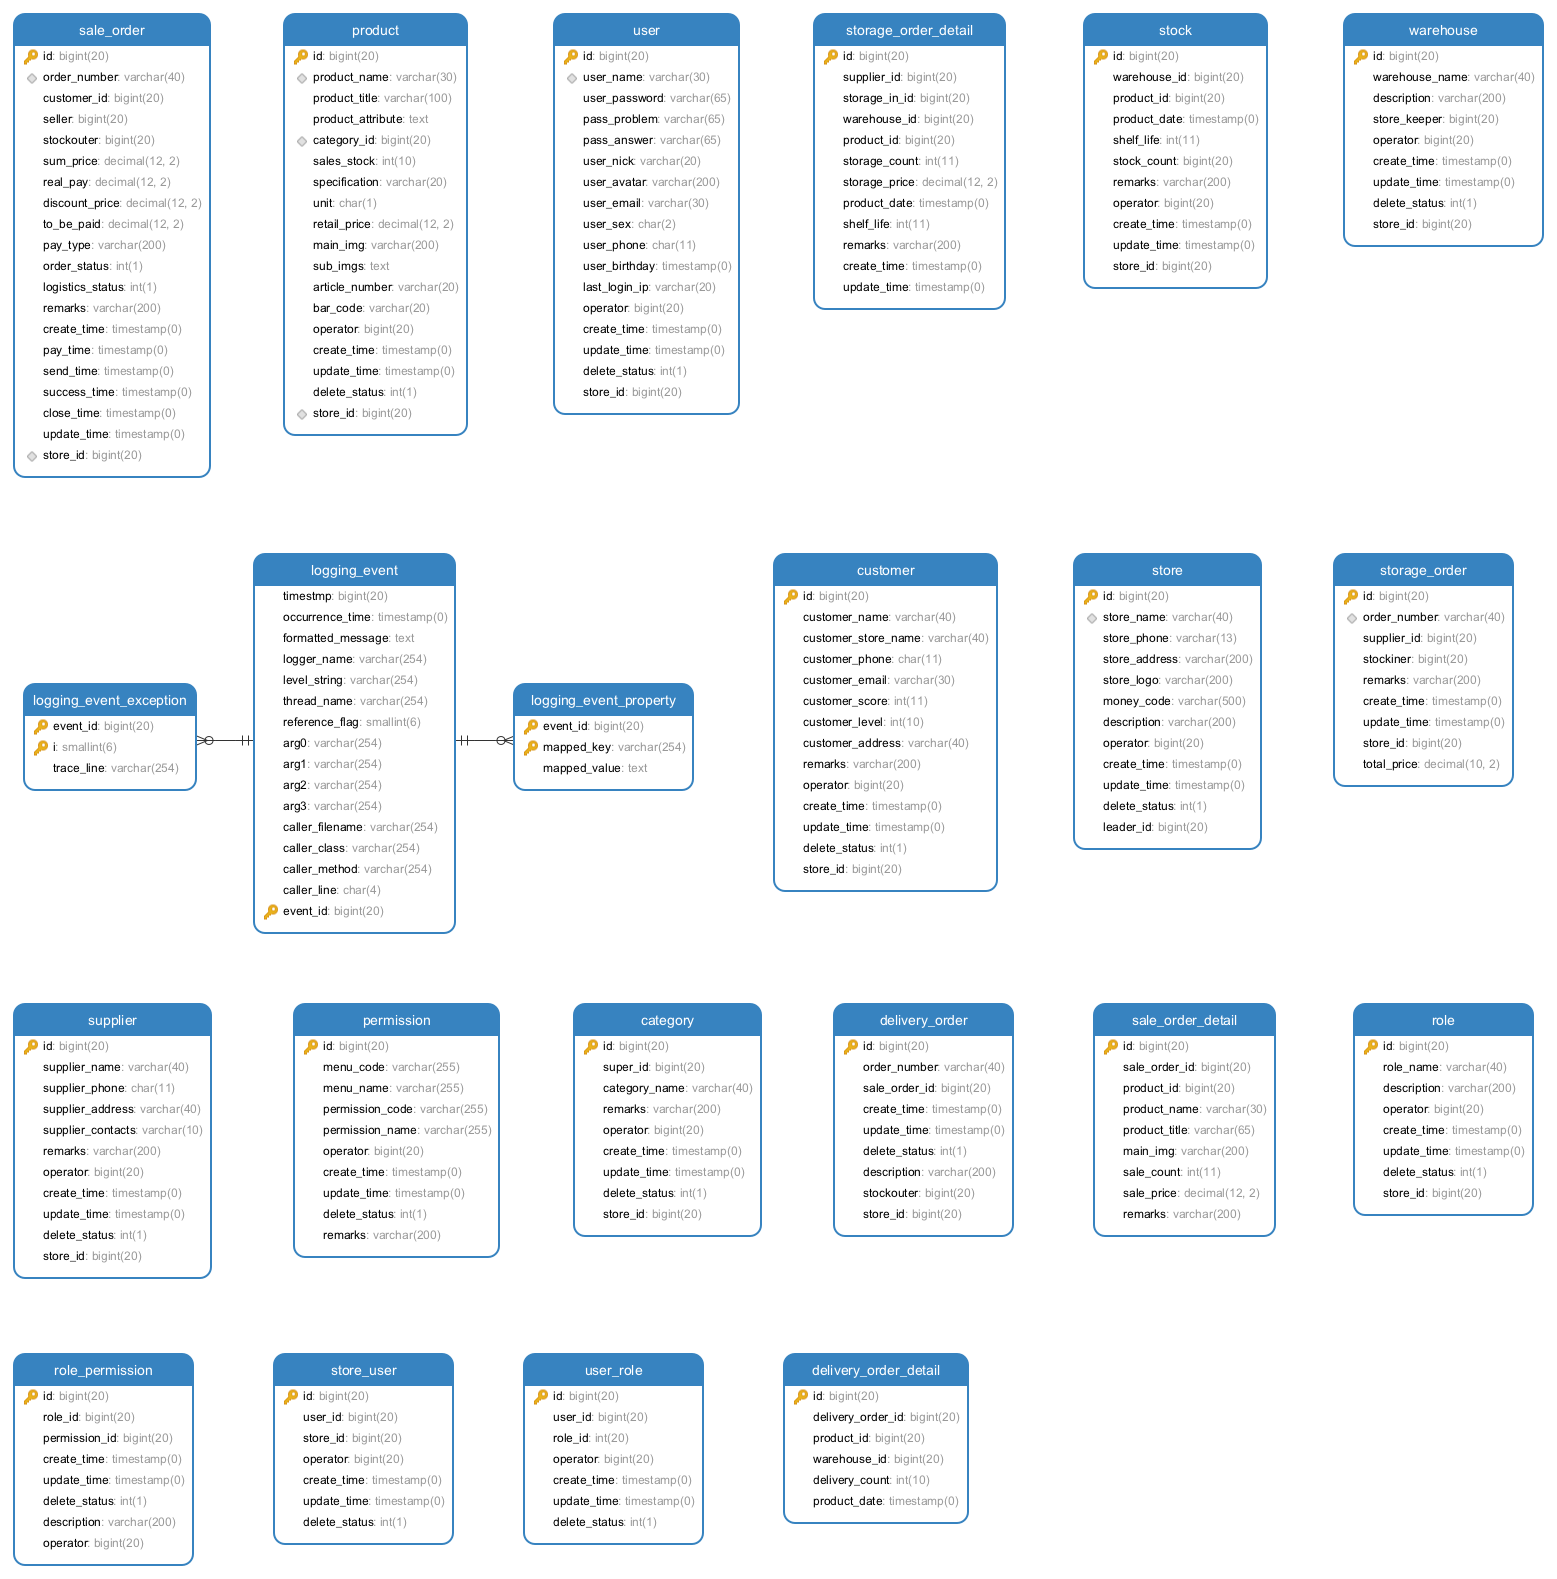 sale_order
id: bigint(20)
order_number: varchar(40)
customer_id: bigint(20)
seller: bigint(20)
stockouter: bigint(20)
sum_price: decimal(12, 2)
real_pay: decimal(12, 2)
discount_price: decimal(12, 2)
to_be_paid: decimal(12, 2)
pay_type: varchar(200)
order_status: int(1)
logistics_status: int(1)
remarks: varchar(200)
create_time: timestamp(0)
pay_time: timestamp(0)
send_time: timestamp(0)
success_time: timestamp(0)
close_time: timestamp(0)
update_time: timestamp(0)
store_id: bigint(20)
product
id: bigint(20)
product_name: varchar(30)
product_title: varchar(100)
product_attribute: text
category_id: bigint(20)
sales_stock: int(10)
specification: varchar(20)
unit: char(1)
retail_price: decimal(12, 2)
main_img: varchar(200)
sub_imgs: text
article_number: varchar(20)
bar_code: varchar(20)
operator: bigint(20)
create_time: timestamp(0)
update_time: timestamp(0)
delete_status: int(1)
store_id: bigint(20)
user
id: bigint(20)
user_name: varchar(30)
user_password: varchar(65)
pass_problem: varchar(65)
pass_answer: varchar(65)
user_nick: varchar(20)
user_avatar: varchar(200)
user_email: varchar(30)
user_sex: char(2)
user_phone: char(11)
user_birthday: timestamp(0)
last_login_ip: varchar(20)
operator: bigint(20)
create_time: timestamp(0)
update_time: timestamp(0)
delete_status: int(1)
store_id: bigint(20)
storage_order_detail
id: bigint(20)
supplier_id: bigint(20)
storage_in_id: bigint(20)
warehouse_id: bigint(20)
product_id: bigint(20)
storage_count: int(11)
storage_price: decimal(12, 2)
product_date: timestamp(0)
shelf_life: int(11)
remarks: varchar(200)
create_time: timestamp(0)
update_time: timestamp(0)
stock
id: bigint(20)
warehouse_id: bigint(20)
product_id: bigint(20)
product_date: timestamp(0)
shelf_life: int(11)
stock_count: bigint(20)
remarks: varchar(200)
operator: bigint(20)
create_time: timestamp(0)
update_time: timestamp(0)
store_id: bigint(20)
warehouse
id: bigint(20)
warehouse_name: varchar(40)
description: varchar(200)
store_keeper: bigint(20)
operator: bigint(20)
create_time: timestamp(0)
update_time: timestamp(0)
delete_status: int(1)
store_id: bigint(20)
logging_event_exception
event_id: bigint(20)
i: smallint(6)
trace_line: varchar(254)
logging_event
timestmp: bigint(20)
occurrence_time: timestamp(0)
formatted_message: text
logger_name: varchar(254)
level_string: varchar(254)
thread_name: varchar(254)
reference_flag: smallint(6)
arg0: varchar(254)
arg1: varchar(254)
arg2: varchar(254)
arg3: varchar(254)
caller_filename: varchar(254)
caller_class: varchar(254)
caller_method: varchar(254)
caller_line: char(4)
event_id: bigint(20)
logging_event_property
event_id: bigint(20)
mapped_key: varchar(254)
mapped_value: text
customer
id: bigint(20)
customer_name: varchar(40)
customer_store_name: varchar(40)
customer_phone: char(11)
customer_email: varchar(30)
customer_score: int(11)
customer_level: int(10)
customer_address: varchar(40)
remarks: varchar(200)
operator: bigint(20)
create_time: timestamp(0)
update_time: timestamp(0)
delete_status: int(1)
store_id: bigint(20)
store
id: bigint(20)
store_name: varchar(40)
store_phone: varchar(13)
store_address: varchar(200)
store_logo: varchar(200)
money_code: varchar(500)
description: varchar(200)
operator: bigint(20)
create_time: timestamp(0)
update_time: timestamp(0)
delete_status: int(1)
leader_id: bigint(20)
storage_order
id: bigint(20)
order_number: varchar(40)
supplier_id: bigint(20)
stockiner: bigint(20)
remarks: varchar(200)
create_time: timestamp(0)
update_time: timestamp(0)
store_id: bigint(20)
total_price: decimal(10, 2)
supplier
id: bigint(20)
supplier_name: varchar(40)
supplier_phone: char(11)
supplier_address: varchar(40)
supplier_contacts: varchar(10)
remarks: varchar(200)
operator: bigint(20)
create_time: timestamp(0)
update_time: timestamp(0)
delete_status: int(1)
store_id: bigint(20)
permission
id: bigint(20)
menu_code: varchar(255)
menu_name: varchar(255)
permission_code: varchar(255)
permission_name: varchar(255)
operator: bigint(20)
create_time: timestamp(0)
update_time: timestamp(0)
delete_status: int(1)
remarks: varchar(200)
category
id: bigint(20)
super_id: bigint(20)
category_name: varchar(40)
remarks: varchar(200)
operator: bigint(20)
create_time: timestamp(0)
update_time: timestamp(0)
delete_status: int(1)
store_id: bigint(20)
delivery_order
id: bigint(20)
order_number: varchar(40)
sale_order_id: bigint(20)
create_time: timestamp(0)
update_time: timestamp(0)
delete_status: int(1)
description: varchar(200)
stockouter: bigint(20)
store_id: bigint(20)
sale_order_detail
id: bigint(20)
sale_order_id: bigint(20)
product_id: bigint(20)
product_name: varchar(30)
product_title: varchar(65)
main_img: varchar(200)
sale_count: int(11)
sale_price: decimal(12, 2)
remarks: varchar(200)
role
id: bigint(20)
role_name: varchar(40)
description: varchar(200)
operator: bigint(20)
create_time: timestamp(0)
update_time: timestamp(0)
delete_status: int(1)
store_id: bigint(20)
role_permission
id: bigint(20)
role_id: bigint(20)
permission_id: bigint(20)
create_time: timestamp(0)
update_time: timestamp(0)
delete_status: int(1)
description: varchar(200)
operator: bigint(20)
store_user
id: bigint(20)
user_id: bigint(20)
store_id: bigint(20)
operator: bigint(20)
create_time: timestamp(0)
update_time: timestamp(0)
delete_status: int(1)
user_role
id: bigint(20)
user_id: bigint(20)
role_id: int(20)
operator: bigint(20)
create_time: timestamp(0)
update_time: timestamp(0)
delete_status: int(1)
delivery_order_detail
id: bigint(20)
delivery_order_id: bigint(20)
product_id: bigint(20)
warehouse_id: bigint(20)
delivery_count: int(10)
product_date: timestamp(0)